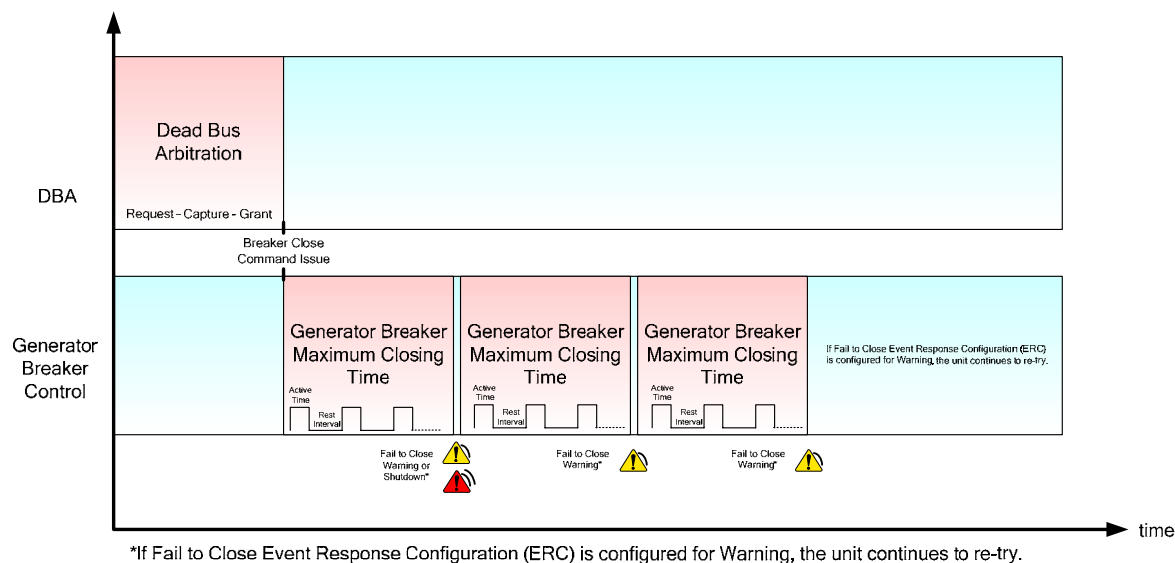 Dead Bus
Arbitration
DBA
Request - Capture - Grant
Breaker Close
Command Issue
Generator
Breaker
Control
Generator Breaker
Maximum Closing
Time
Active
Time
Rest
Interval
Generator Breaker
Maximum Closing
Time
Active
Time
Rest
Interval
Generator Breaker
Maximum Closing
Time
Active
Time
Rest
Interval
If Fail to Close Event Response Configuration (ERC)
is configured for Warning, the unit continues to re-try.
Fail to Close
Warning or
Shutdown*
Fail to Close
Warning*
Fail to Close
Warning*
time
*If Fail to Close Event Response Configuration (ERC) is configured for Warning, the unit continues to re-try.